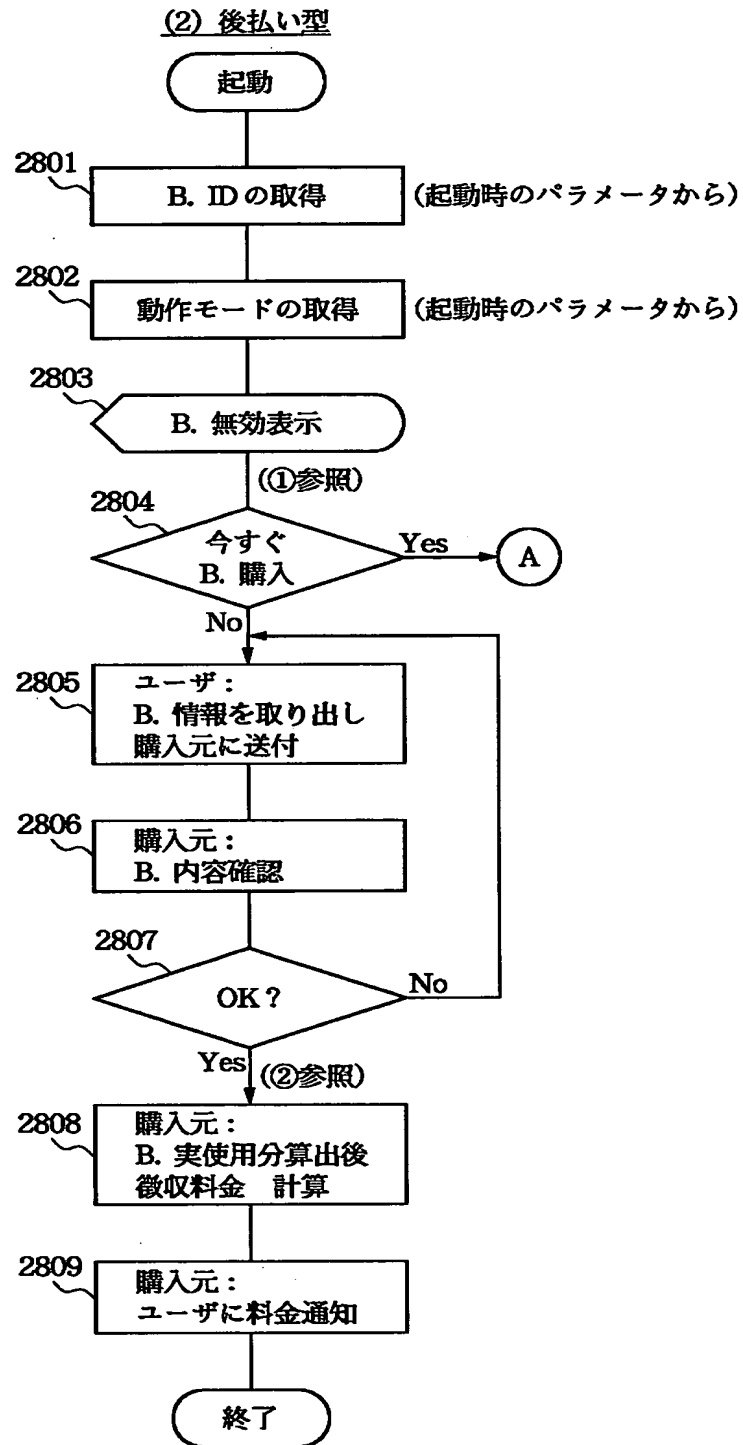 (2) 後払い型
起動
2801
B. IDの取得
(起動時のパラメータから)
2802
動作モードの取得
(起動時のパラメータから)
2803
B. 無効表示
(①参照)
2804
今すぐ
B. 購入
Yes
A
No
2805
ユーザ：
B. 情報を取り出し
購入元に送付
2806
購入元：
B. 内容確認
2807
OK？
No
Yes
(②参照)
2808
購入元：
B. 実使用分算出後
徴収料金　計算
2809
購入元：
ユーザに料金通知
終了